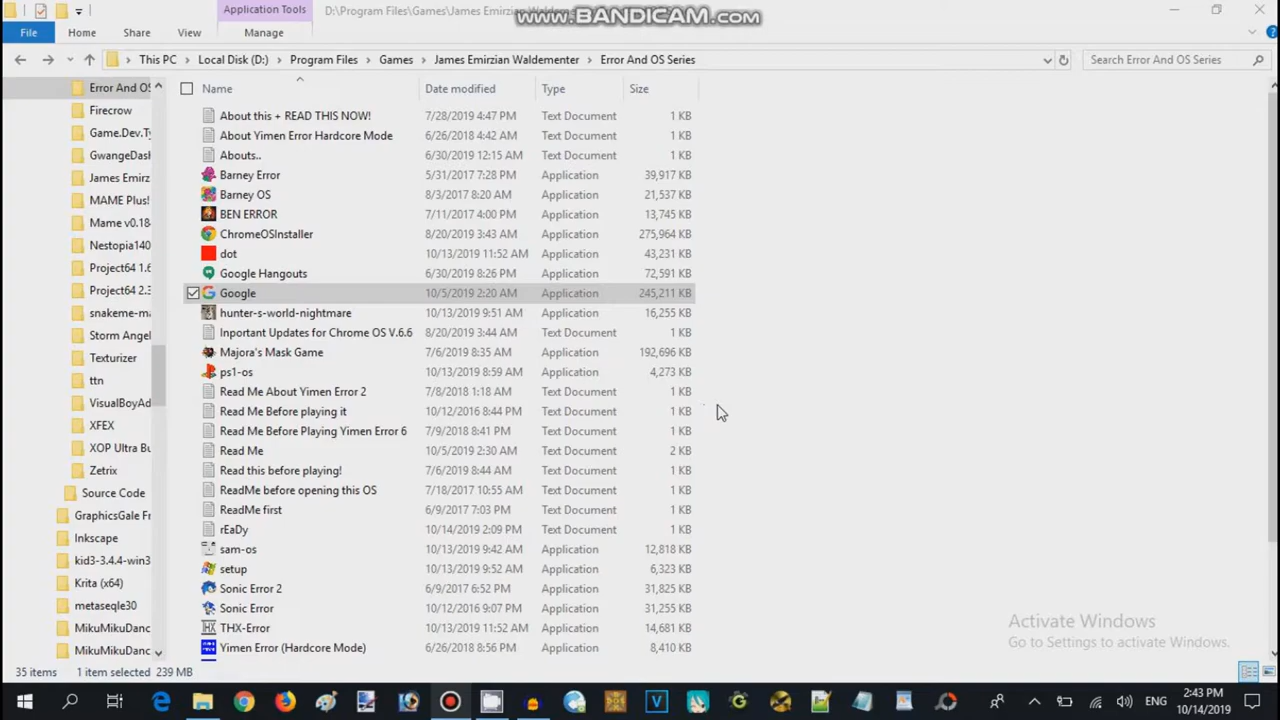 Application Tools
D:\Program Files\Games\James Emirzian Waldementer
www.BANDICAM.com
File Home Share View Manage
This PC Local Disk (D:) Program Files Games James Emirzian Waldementer Error And OS Series
Search Error And OS Series
Name Date modified Type Size
Error And OS
Firecrow
Game.Dev.Ty
GwangeDash
James Emirz
MAME Plus!
Mame v0.184
Nestopia140
Project64 1.6
Project64 2.3
snakeme-ma
Storm Angel
Texturizer
ttn
VisualBoyAd
XFEX
XOP Ultra Bu
Zetrix
Source Code
GraphicsGale Fr
Inkscape
kid3-3.4.4-win3
Krita (x64)
metaseqle30
MikuMikuDanc
MikuMikuDanc
About this + READ THIS NOW! 7/28/2019 4:47 PM Text Document 1 KB
About Yimen Error Hardcore Mode 6/26/2018 4:42 AM Text Document 1 KB
Abouts.. 6/30/2019 12:15 AM Text Document 1 KB
Barney Error 5/31/2017 7:28 PM Application 39,917 KB
Barney OS 8/3/2017 8:20 AM Application 21,537 KB
BEN ERROR 7/11/2017 4:00 PM Application 13,745 KB
ChromeOSInstaller 8/20/2019 3:43 AM Application 275,964 KB
dot 10/13/2019 11:52 AM Application 43,231 KB
Google Hangouts 6/30/2019 8:26 PM Application 72,591 KB
Google 10/5/2019 2:20 AM Application 245,211 KB
hunter-s-world-nightmare 10/13/2019 9:51 AM Application 16,255 KB
Inportant Updates for Chrome OS V.6.6 8/20/2019 3:44 AM Text Document 1 KB
Majora's Mask Game 7/6/2019 8:35 AM Application 192,696 KB
ps1-os 10/13/2019 8:59 AM Application 4,273 KB
Read Me About Yimen Error 2 7/8/2018 1:18 AM Text Document 1 KB
Read Me Before playing it 10/12/2016 8:44 PM Text Document 1 KB
Read Me Before Playing Yimen Error 6 7/9/2018 8:41 PM Text Document 1 KB
Read Me 10/5/2019 2:30 AM Text Document 2 KB
Read this before playing! 7/6/2019 8:44 AM Text Document 1 KB
ReadMe before opening this OS 7/18/2017 10:55 AM Text Document 1 KB
ReadMe first 6/9/2017 7:03 PM Text Document 1 KB
rEaDy 10/14/2019 2:09 PM Text Document 1 KB
sam-os 10/13/2019 9:42 AM Application 12,818 KB
setup 10/13/2019 9:52 AM Application 6,323 KB
Sonic Error 2 6/9/2017 6:52 PM Application 31,825 KB
Sonic Error 10/12/2016 9:07 PM Application 31,255 KB
THX-Error 10/13/2019 11:52 AM Application 14,681 KB
Yimen Error (Hardcore Mode) 6/26/2018 8:56 PM Application 8,410 KB
Activate Windows
Go to Settings to activate Windows.
35 items 1 item selected 239 MB
ENG
2:43 PM
10/14/2019